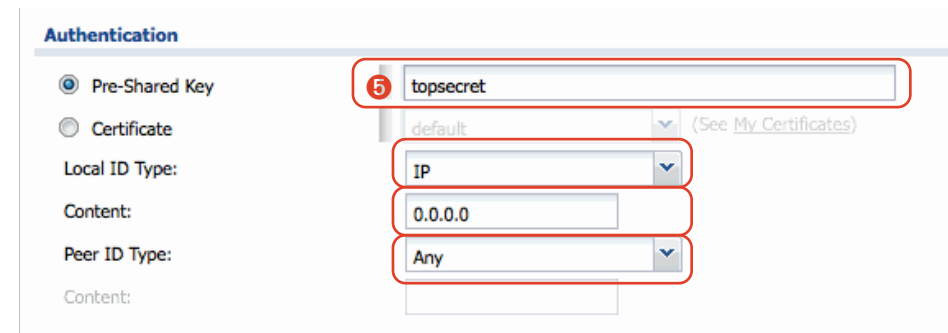 Authentication
Pre-Shared Key 5 topsecret
Certificate default (See My Certificates)
Local ID Type: IP
Content: 0.0.0.0
Peer ID Type: Any
Content: